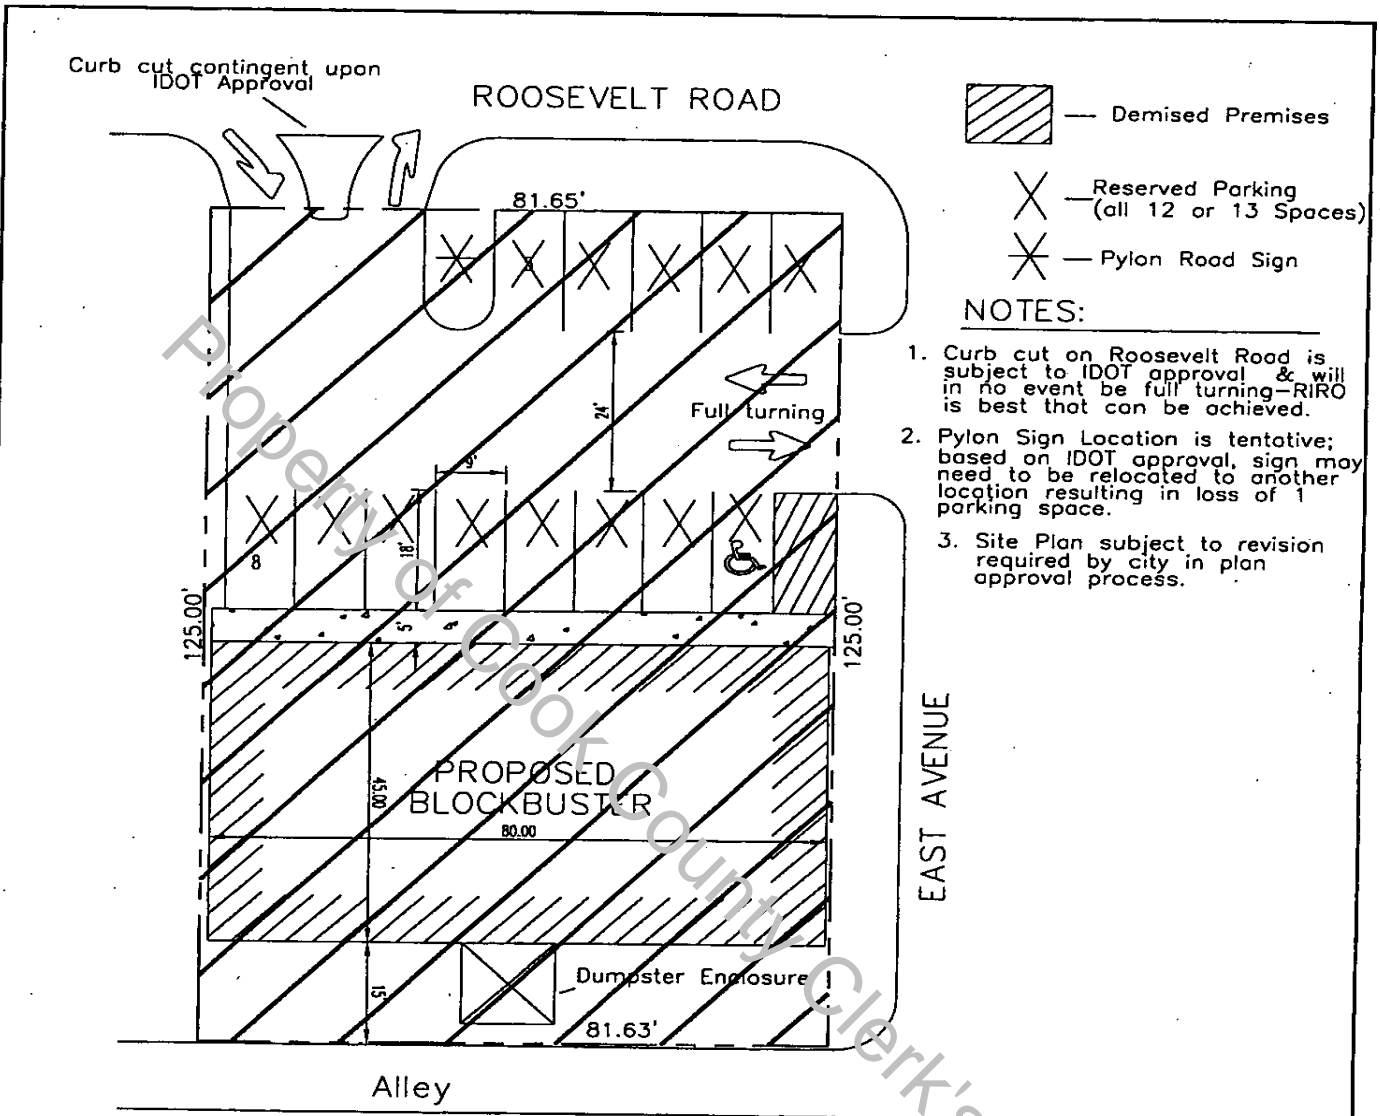 Curb cut contingent upon
IDOT Approval
ROOSEVELT ROAD
Demised Premises
Reserved Parking
(all 12 or 13 Spaces)
Pylon Road Sign
NOTES:
1. Curb cut on Roosevelt Road is
subject to IDOT approval & will
in no event be full turning-RIRO
is best that can be achieved.
2. Pylon Sign Location is tentative;
based on IDOT approval, sign may
need to be relocated to another
location resulting in loss of 1
parking space.
3. Site Plan subject to revision
required by city in plan
approval process.
81.65'
24'
Full turning
9'
18'
8
5'
125.00'
125.00'
PROPOSED
BLOCKBUSTER
45.00
80.00
EAST AVENUE
Dumpster Enclosure
15'
81.63'
Alley
Property of Cook County Clerk's